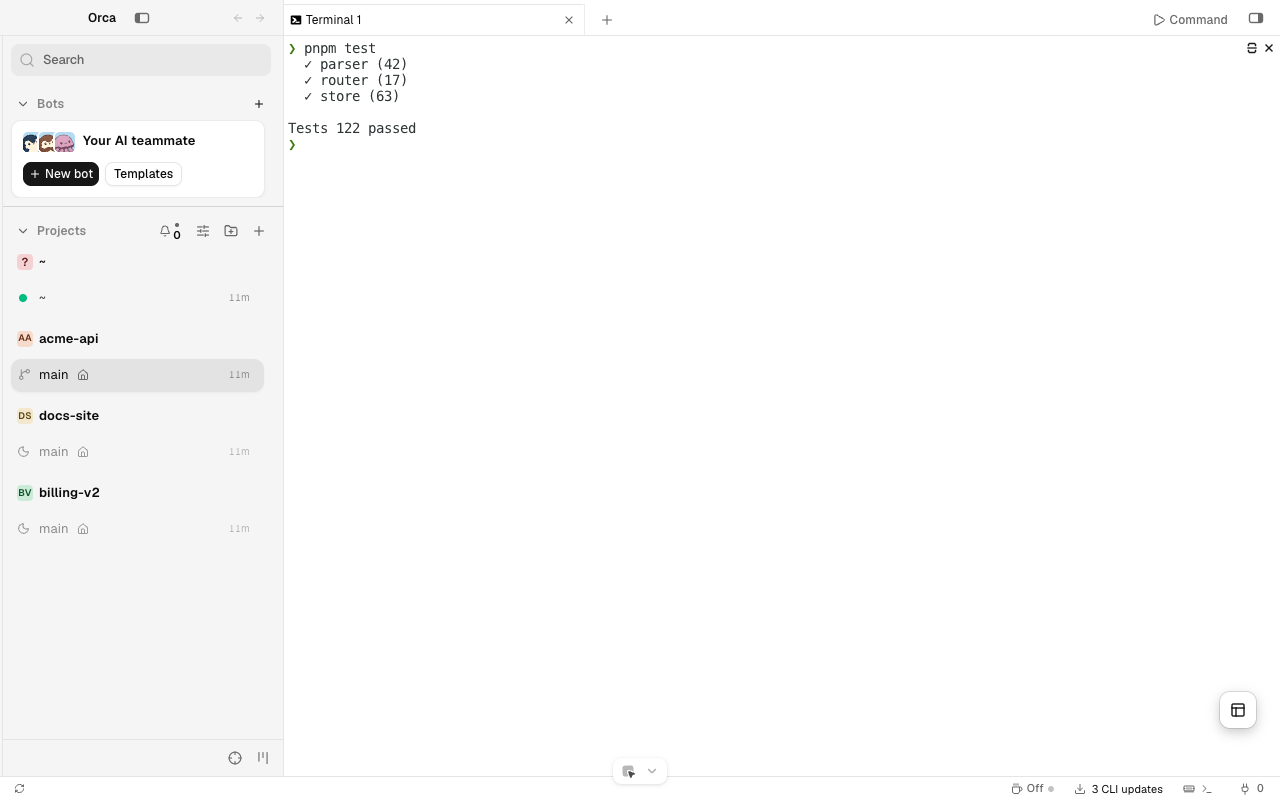 Orca
Terminal 1
Command
Search
Bots
Your AI teammate
New bot
Templates
Projects
0
? ~
~ 11m
AA acme-api
main 11m
DS docs-site
main 11m
BV billing-v2
main 11m
❯ pnpm test
✓ parser (42)
✓ router (17)
✓ store (63)
Tests 122 passed
❯
Off
3 CLI updates
0